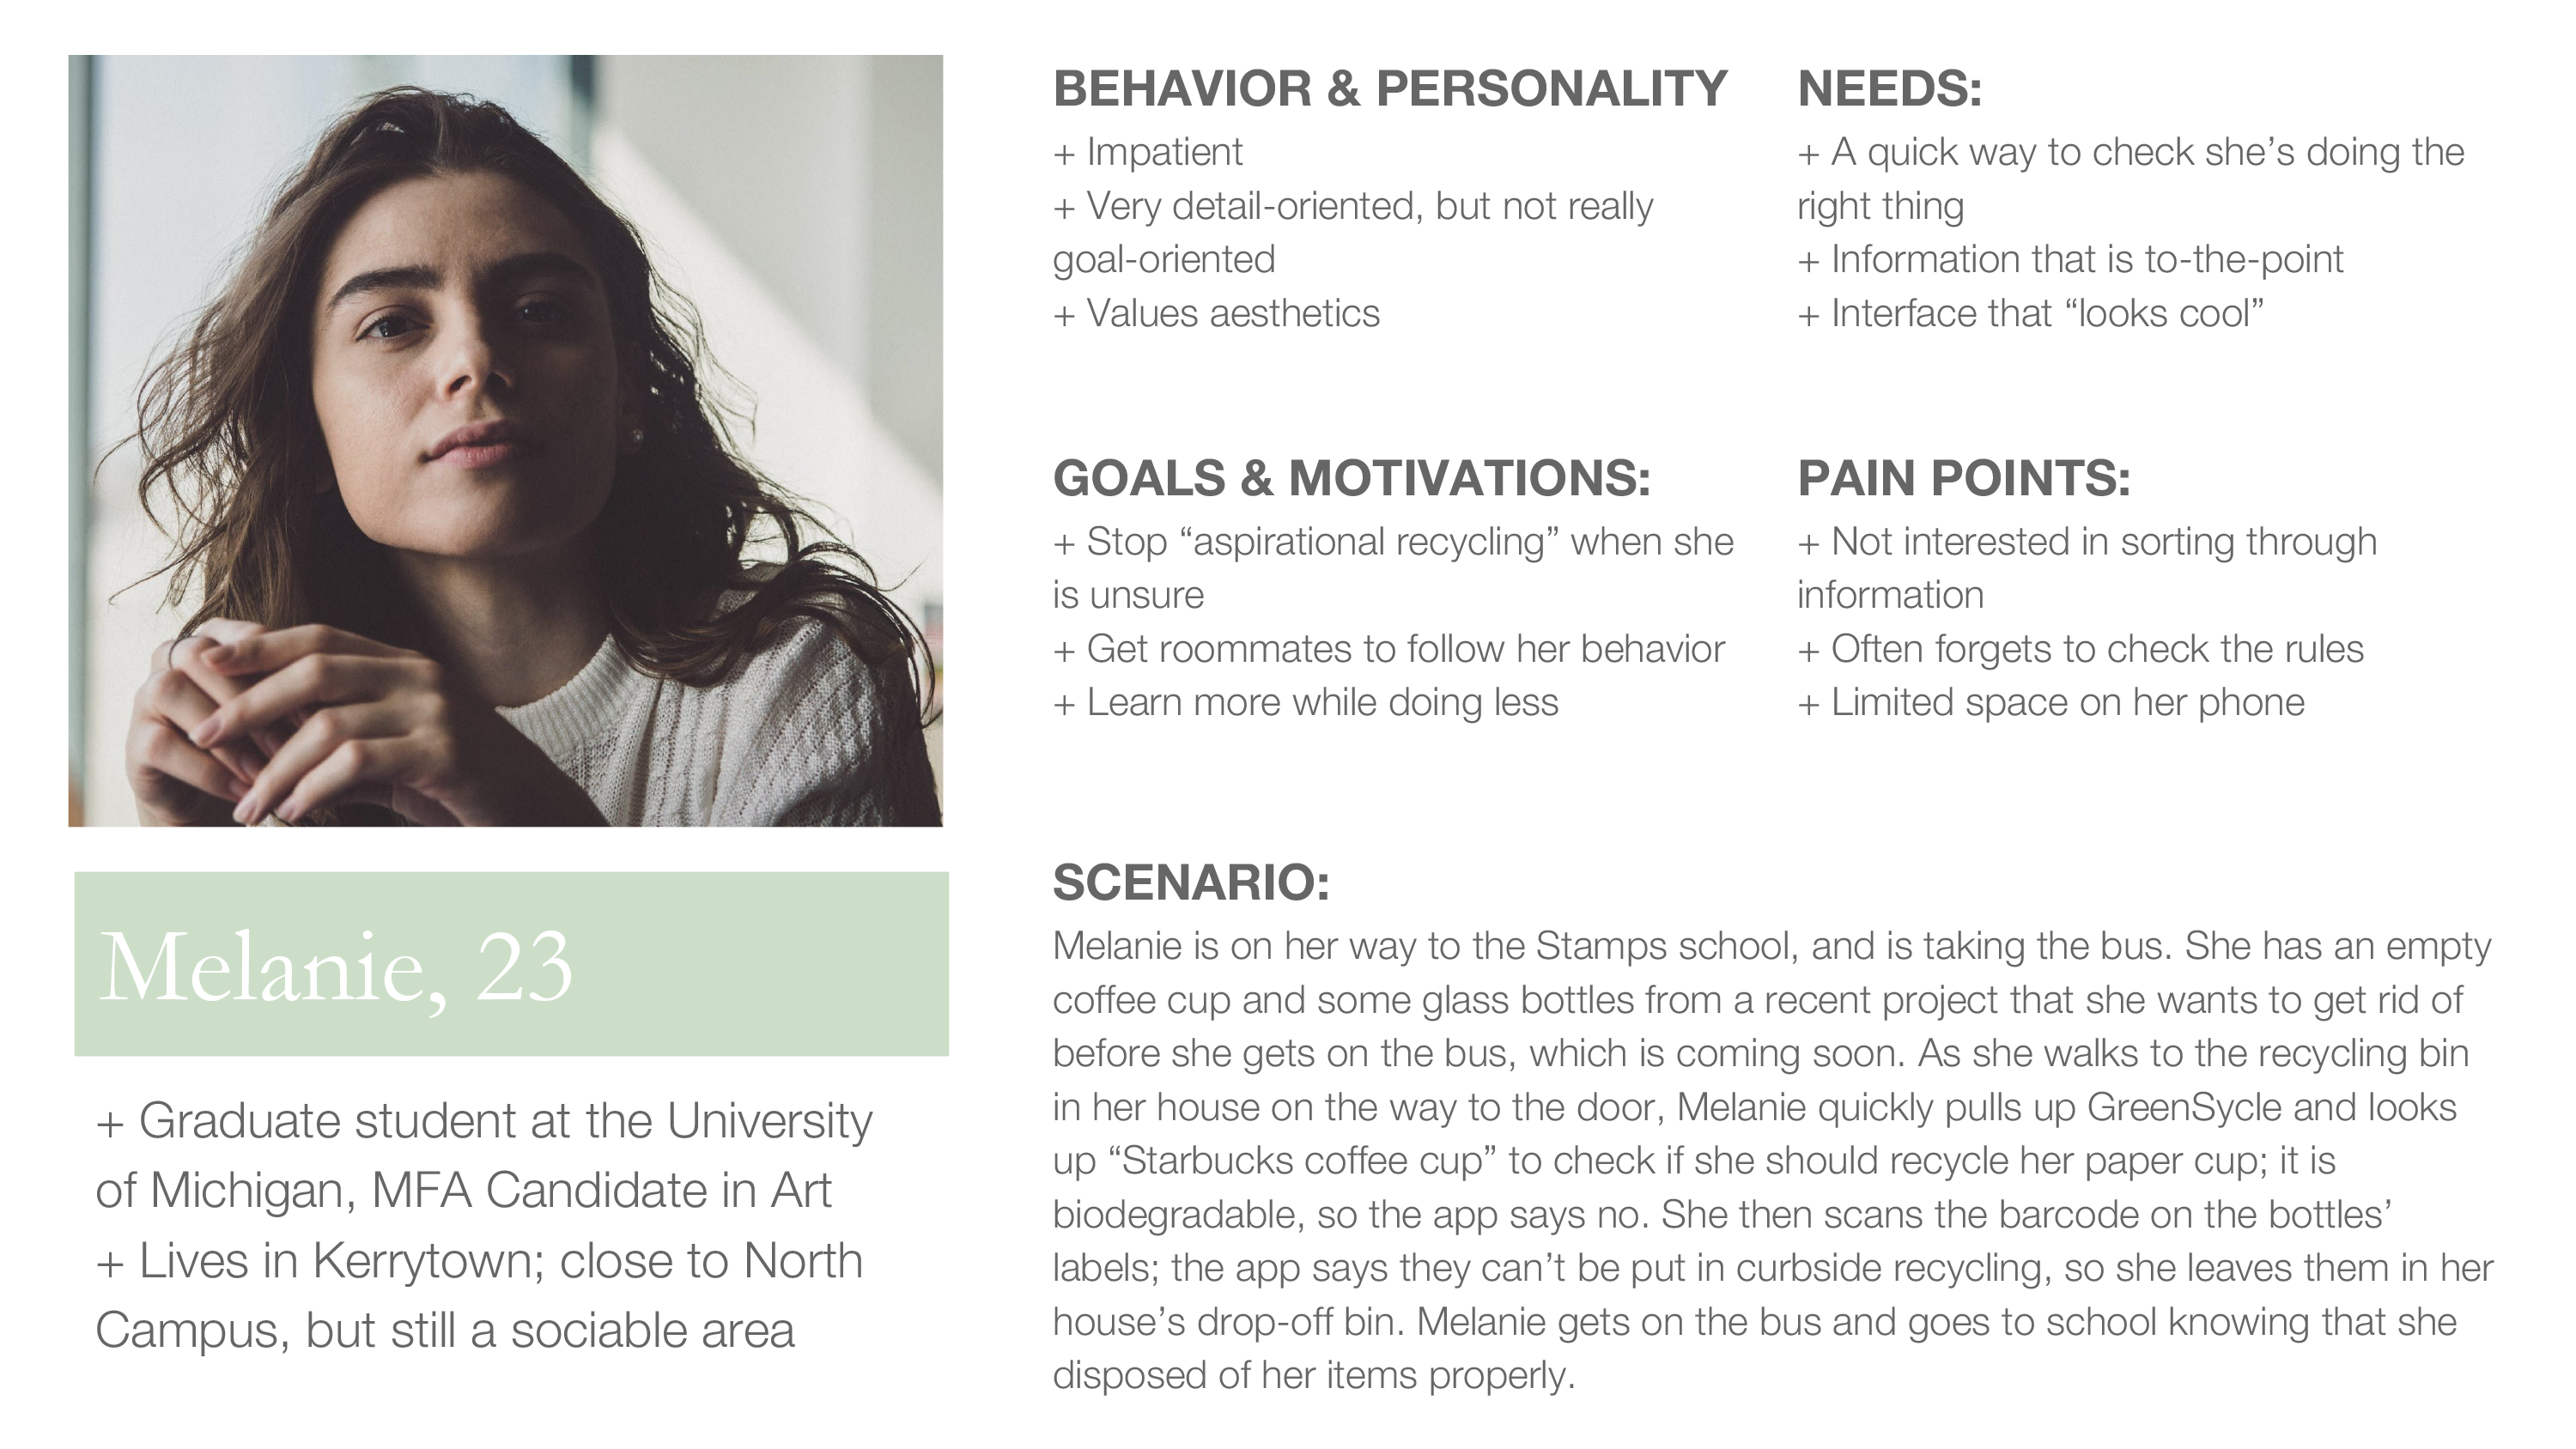 Melanie, 23
+ Graduate student at the University
of Michigan, MFA Candidate in Art
+ Lives in Kerrytown; close to North
Campus, but still a sociable area
BEHAVIOR & PERSONALITY
+ Impatient
+ Very detail-oriented, but not really
goal-oriented
+ Values aesthetics
NEEDS:
+ A quick way to check she’s doing the
right thing
+ Information that is to-the-point
+ Interface that “looks cool”
GOALS & MOTIVATIONS:
+ Stop “aspirational recycling” when she
is unsure
+ Get roommates to follow her behavior
+ Learn more while doing less
PAIN POINTS:
+ Not interested in sorting through
information
+ Often forgets to check the rules
+ Limited space on her phone
SCENARIO:
Melanie is on her way to the Stamps school, and is taking the bus. She has an empty
coffee cup and some glass bottles from a recent project that she wants to get rid of
before she gets on the bus, which is coming soon. As she walks to the recycling bin
in her house on the way to the door, Melanie quickly pulls up GreenSycle and looks
up “Starbucks coffee cup” to check if she should recycle her paper cup; it is
biodegradable, so the app says no. She then scans the barcode on the bottles’
labels; the app says they can’t be put in curbside recycling, so she leaves them in her
house’s drop-off bin. Melanie gets on the bus and goes to school knowing that she
disposed of her items properly.